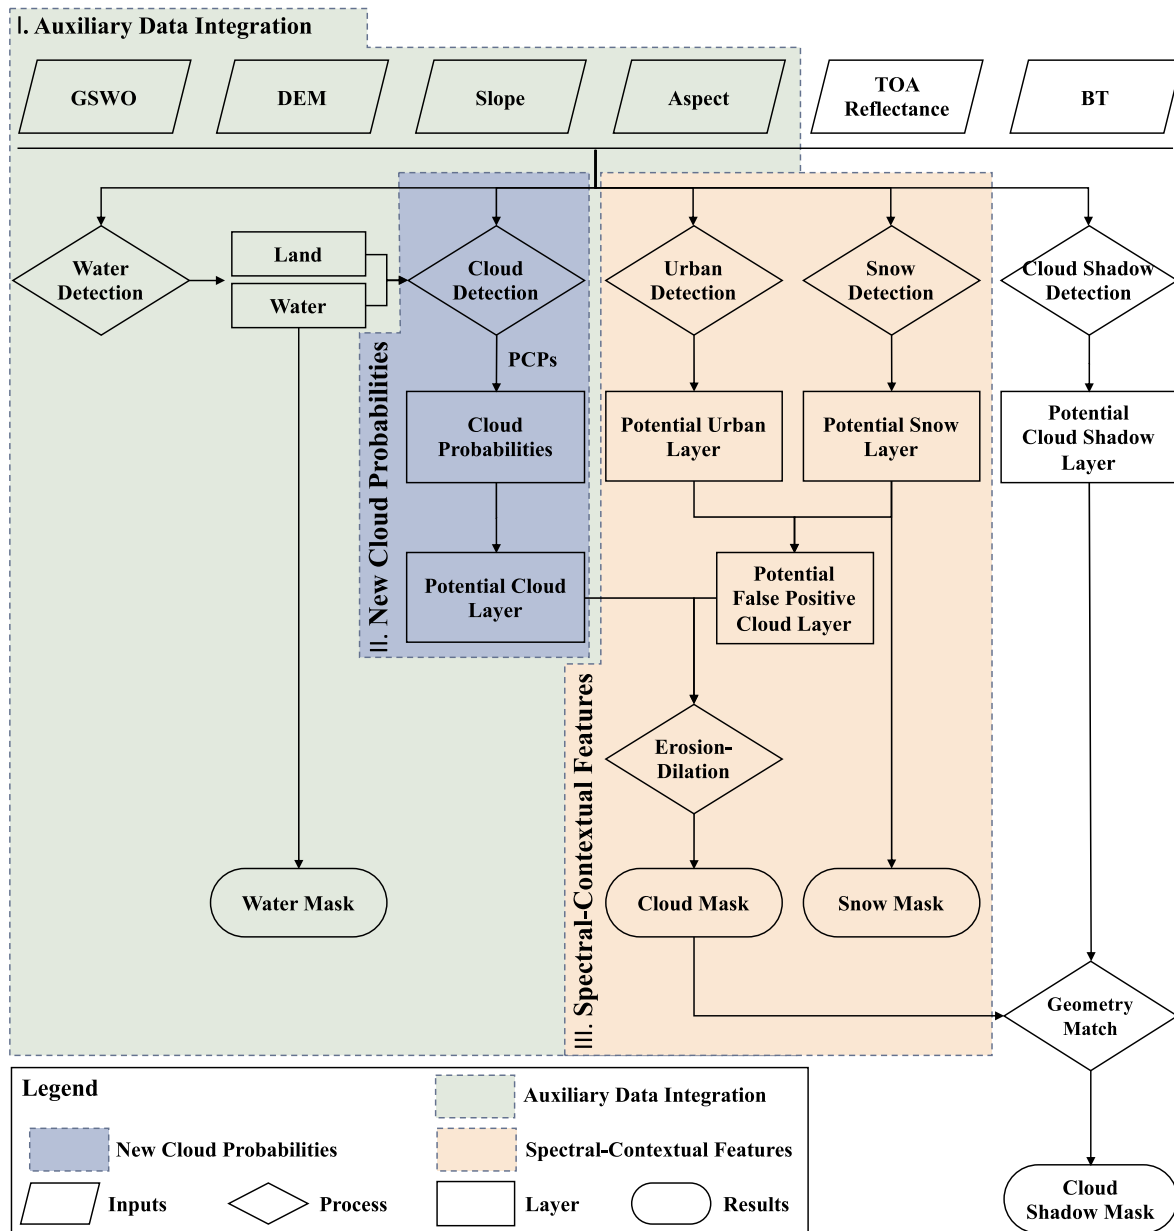 I. Auxiliary Data Integration
GSWO
DEM
Slope
Aspect
TOA
Reflectance
BT
Water
Detection
Land
Water
Cloud
Detection
Urban
Detection
Snow
Detection
Cloud Shadow
Detection
PCPs
II. New Cloud Probabilities
Cloud
Probabilities
Potential Urban
Layer
Potential Snow
Layer
Potential
Cloud Shadow
Layer
Potential Cloud
Layer
Potential
False Positive
Cloud Layer
III. Spectral-Contextual Features
Erosion-
Dilation
Water Mask
Cloud Mask
Snow Mask
Geometry
Match
Cloud
Shadow Mask
Legend
Auxiliary Data Integration
New Cloud Probabilities
Spectral-Contextual Features
Inputs
Process
Layer
Results